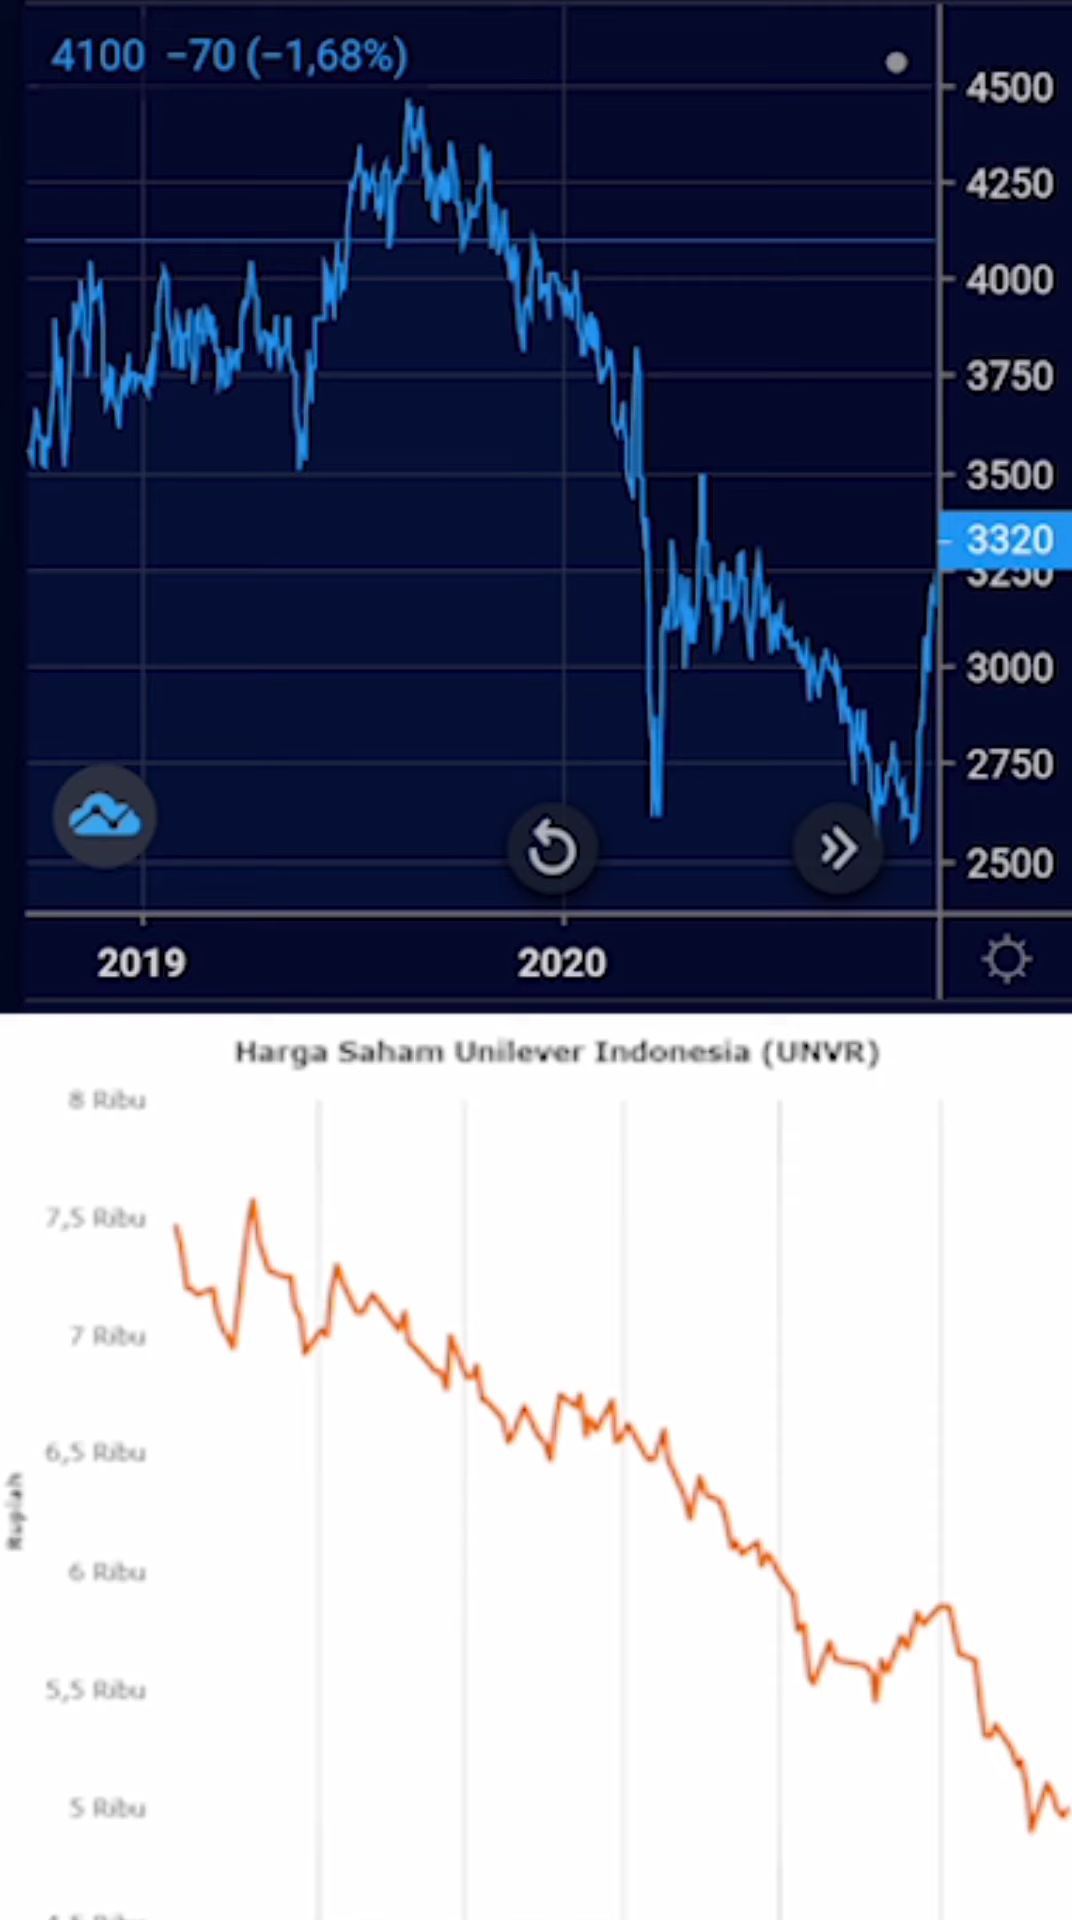 4100 −70 (−1,68%)
4500
4250
4000
3750
3500
3320
3250
3000
2750
2500
2019 2020
Harga Saham Unilever Indonesia (UNVR)
8 Ribu
7,5 Ribu
7 Ribu
6,5 Ribu
Rupiah
6 Ribu
5,5 Ribu
5 Ribu